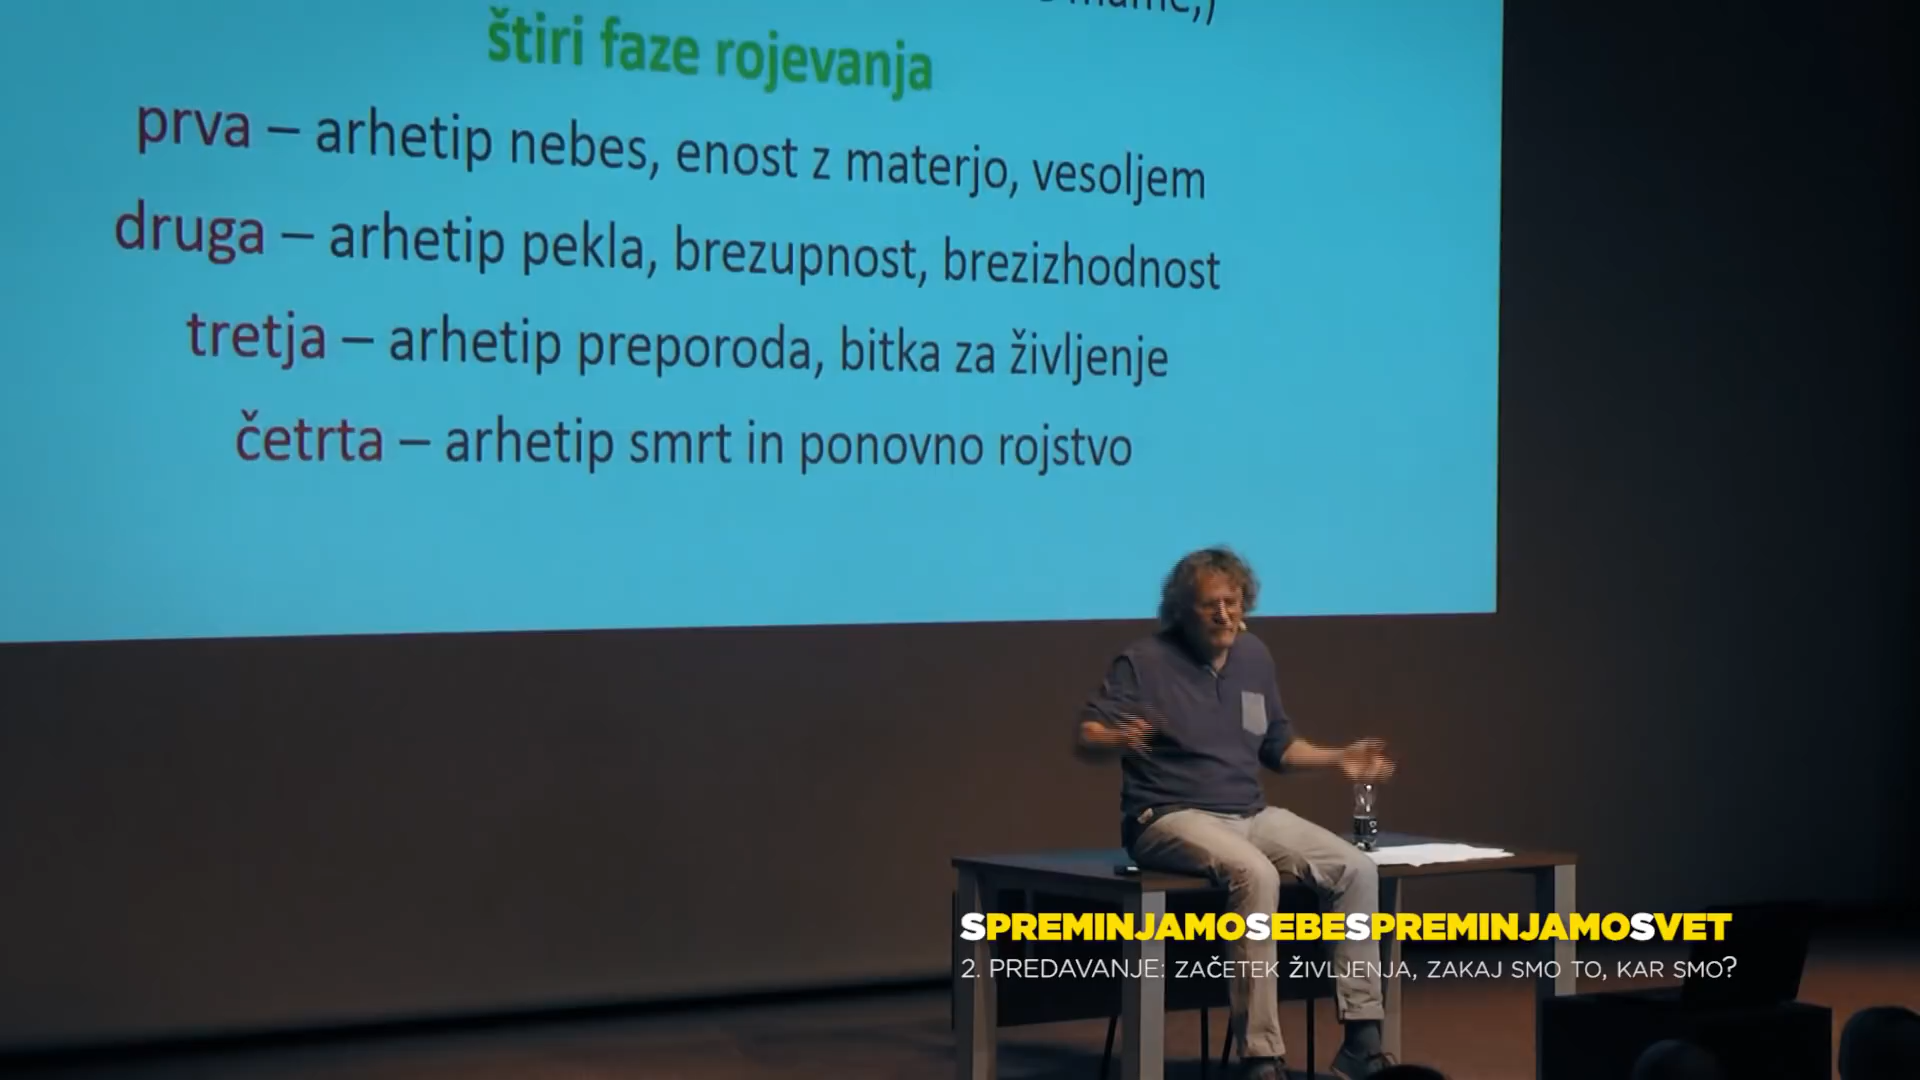 štiri faze rojevanja
prva – arhetip nebes, enost z materjo, vesoljem
druga – arhetip pekla, brezupnost, brezizhodnost
tretja – arhetip preporoda, bitka za življenje
četrta – arhetip smrt in ponovno rojstvo
SPREMINJAMOSEBESPREMINJAMOSVET
2. PREDAVANJE: ZAČETEK ŽIVLJENJA, ZAKAJ SMO TO, KAR SMO?